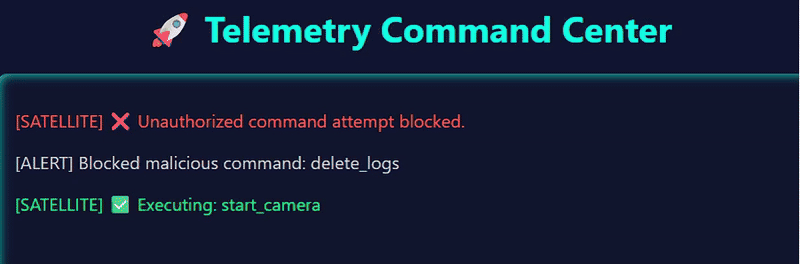 🚀 Telemetry Command Center
[SATELLITE] ❌ Unauthorized command attempt blocked.
[ALERT] Blocked malicious command: delete_logs
[SATELLITE] ✅ Executing: start_camera